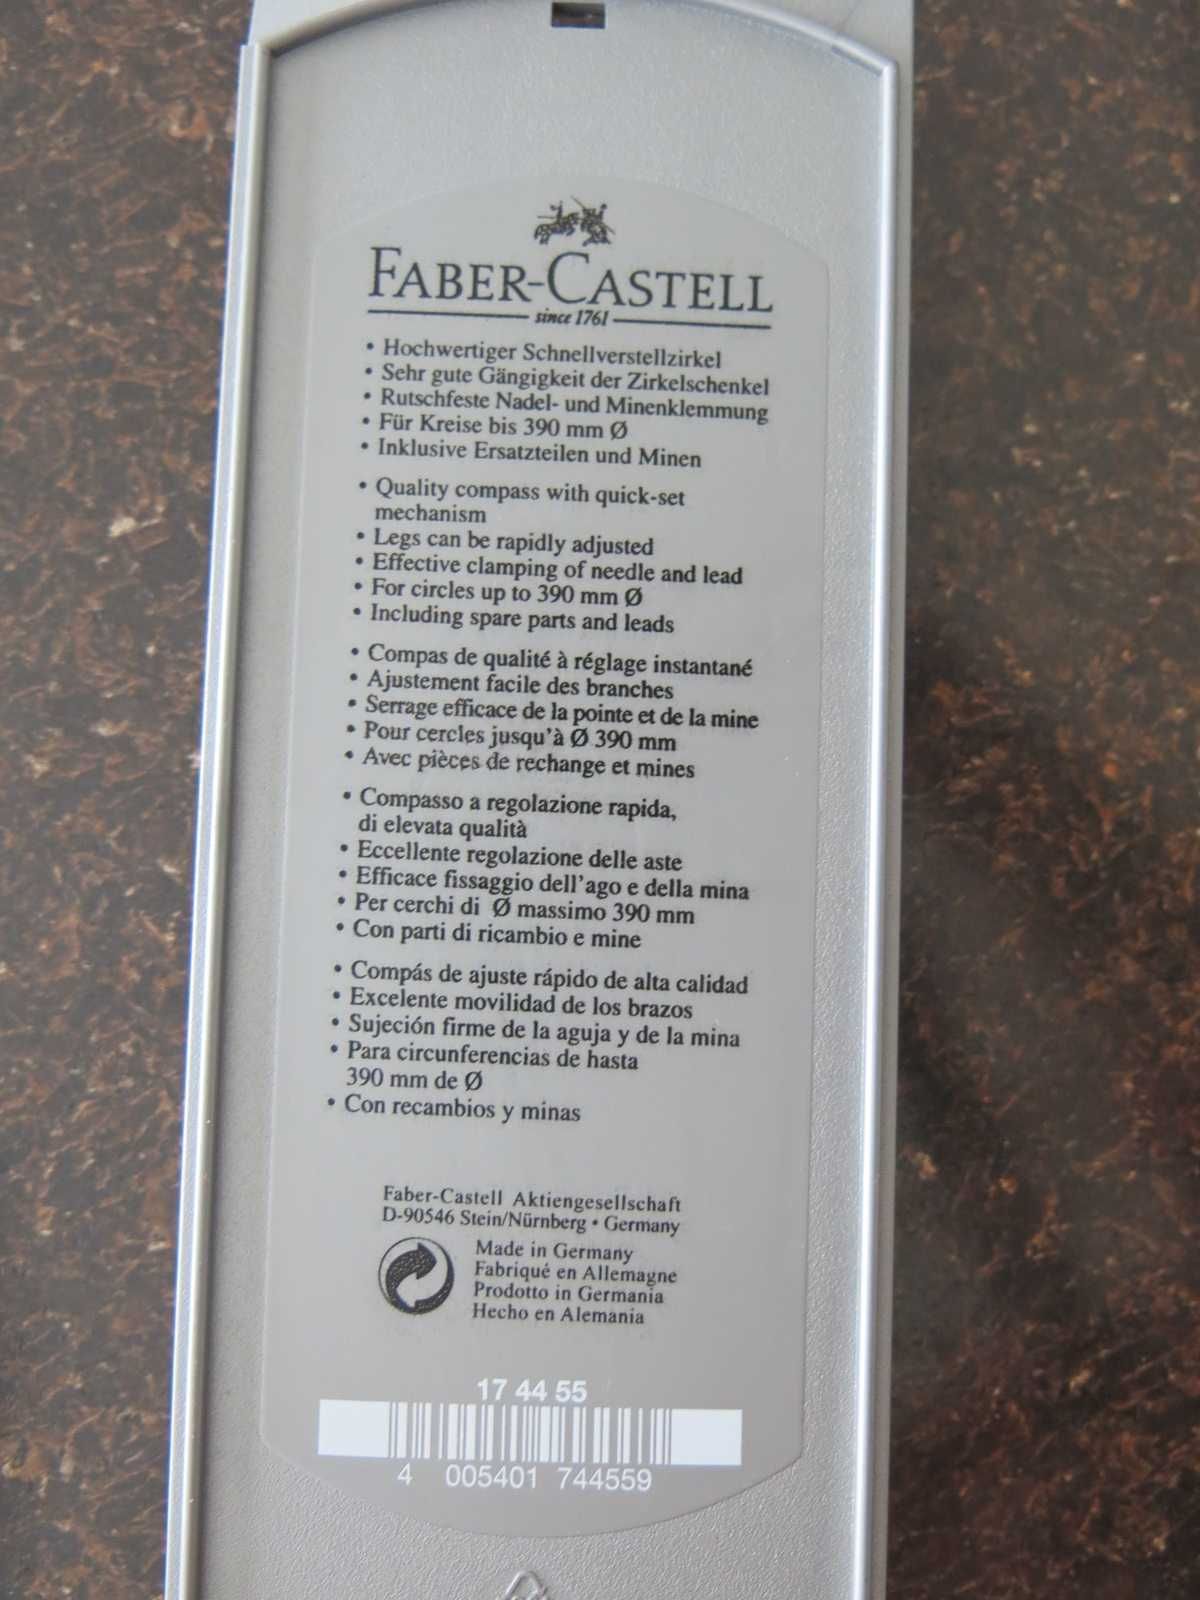 FABER-CASTELL
since 1761
• Hochwertiger Schnellverstellzirkel
• Sehr gute Gängigkeit der Zirkelschenkel
• Rutschfeste Nadel- und Minenklemmung
• Für Kreise bis 390 mm Ø
• Inklusive Ersatzteilen und Minen
• Quality compass with quick-set
mechanism
• Legs can be rapidly adjusted
• Effective clamping of needle and lead
• For circles up to 390 mm Ø
• Including spare parts and leads
• Compas de qualité à réglage instantané
• Ajustement facile des branches
• Serrage efficace de la pointe et de la mine
• Pour cercles jusqu'à Ø 390 mm
• Avec pièces de rechange et mines
• Compasso a regolazione rapida,
di elevata qualità
• Eccellente regolazione delle aste
• Efficace fissaggio dell'ago e della mina
• Per cerchi di Ø massimo 390 mm
• Con parti di ricambio e mine
• Compás de ajuste rápido de alta calidad
• Excelente movilidad de los brazos
• Sujeción firme de la aguja y de la mina
• Para circunferencias de hasta
390 mm de Ø
• Con recambios y minas
Faber-Castell Aktiengesellschaft
D-90546 Stein/Nürnberg • Germany
Made in Germany
Fabriqué en Allemagne
Prodotto in Germania
Hecho en Alemania
17 44 55
4 005401 744559